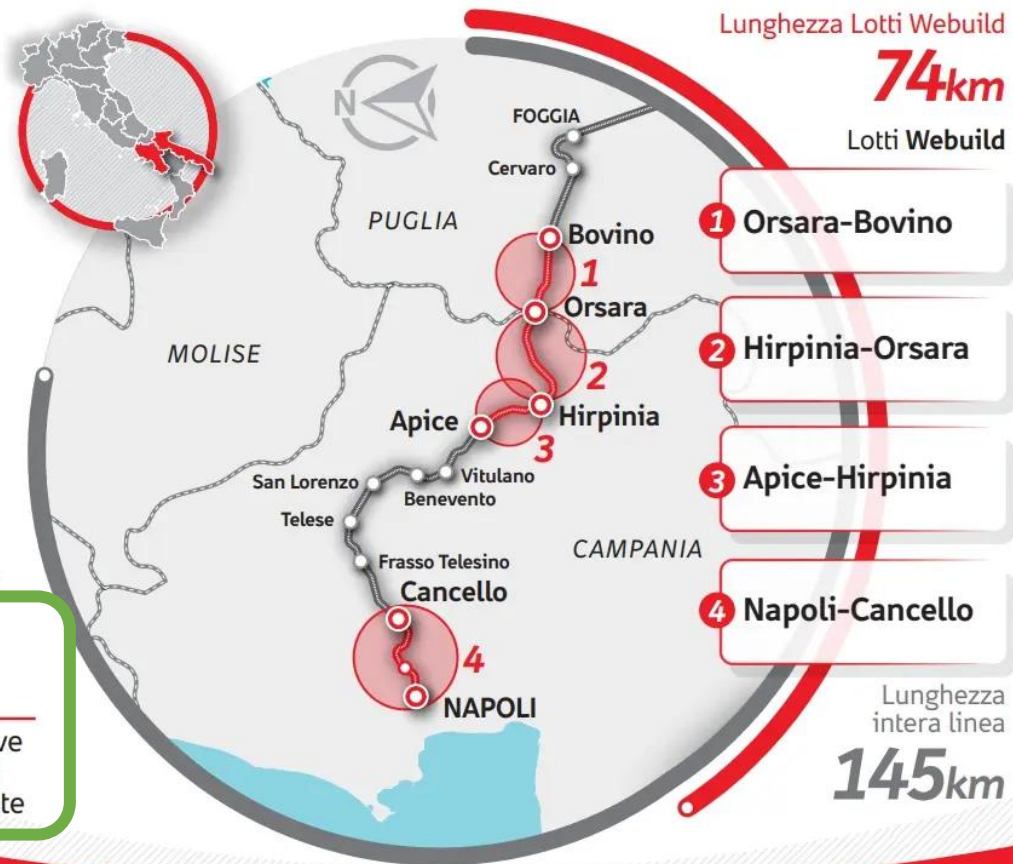 Lunghezza Lotti Webuild
74km
Lotti Webuild
1 Orsara-Bovino
2 Hirpinia-Orsara
3 Apice-Hirpinia
4 Napoli-Cancello
Lunghezza
intera linea
145km
N
FOGGIA
Cervaro
PUGLIA
Bovino
1
Orsara
MOLISE
2
Hirpinia
Apice
3
San Lorenzo
Vitulano
Benevento
Telese
CAMPANIA
Frasso Telesino
Cancello
4
NAPOLI
ve
te